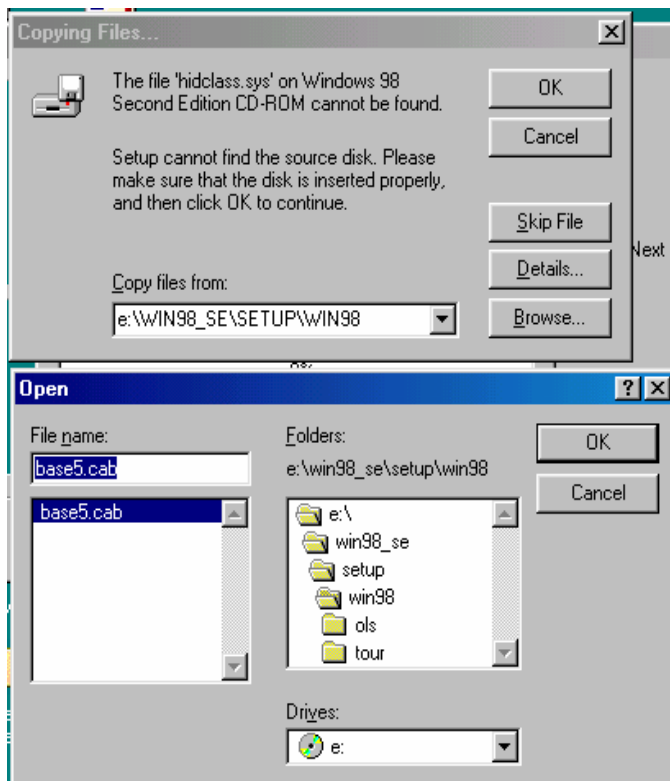 Copying Files...
The file 'hidclass.sys' on Windows 98
Second Edition CD-ROM cannot be found.
Setup cannot find the source disk. Please
make sure that the disk is inserted properly,
and then click OK to continue.
Copy files from:
e:\WIN98_SE\SETUP\WIN98
OK
Cancel
Skip File
Details...
Browse...
Next
Open
File name:
base5.cab
base5.cab
Folders:
e:\win98_se\setup\win98
e:\
win98_se
setup
win98
ols
tour
Drives:
e:
OK
Cancel